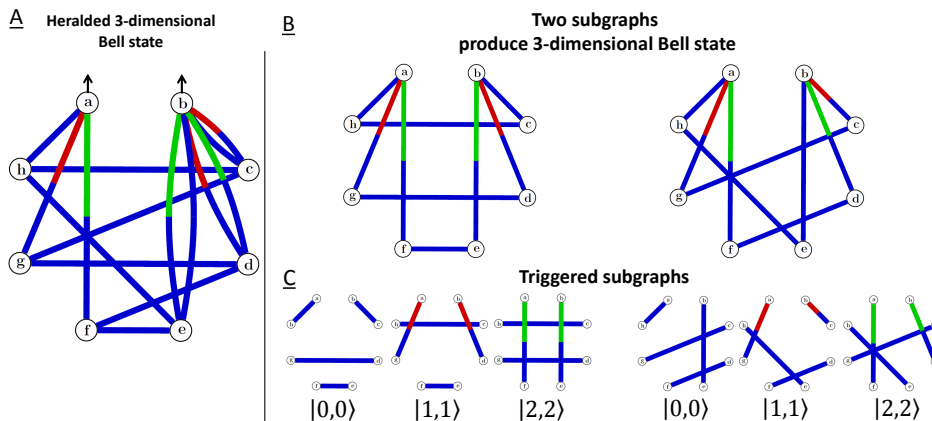 A
Heralded 3-dimensional
Bell state
a
b
h
c
g
d
f
e
B
Two subgraphs
produce 3-dimensional Bell state
a
b
h
c
g
d
f
e
a
b
h
c
g
d
f
e
C
Triggered subgraphs
a
b
h
c
g
d
f
e
|0,0⟩
a
b
h
c
g
d
f
e
|1,1⟩
a
b
h
c
g
d
f
e
|2,2⟩
a
b
h
c
g
d
f
e
|0,0⟩
a
b
h
c
g
d
f
e
|1,1⟩
a
b
h
c
g
d
f
e
|2,2⟩